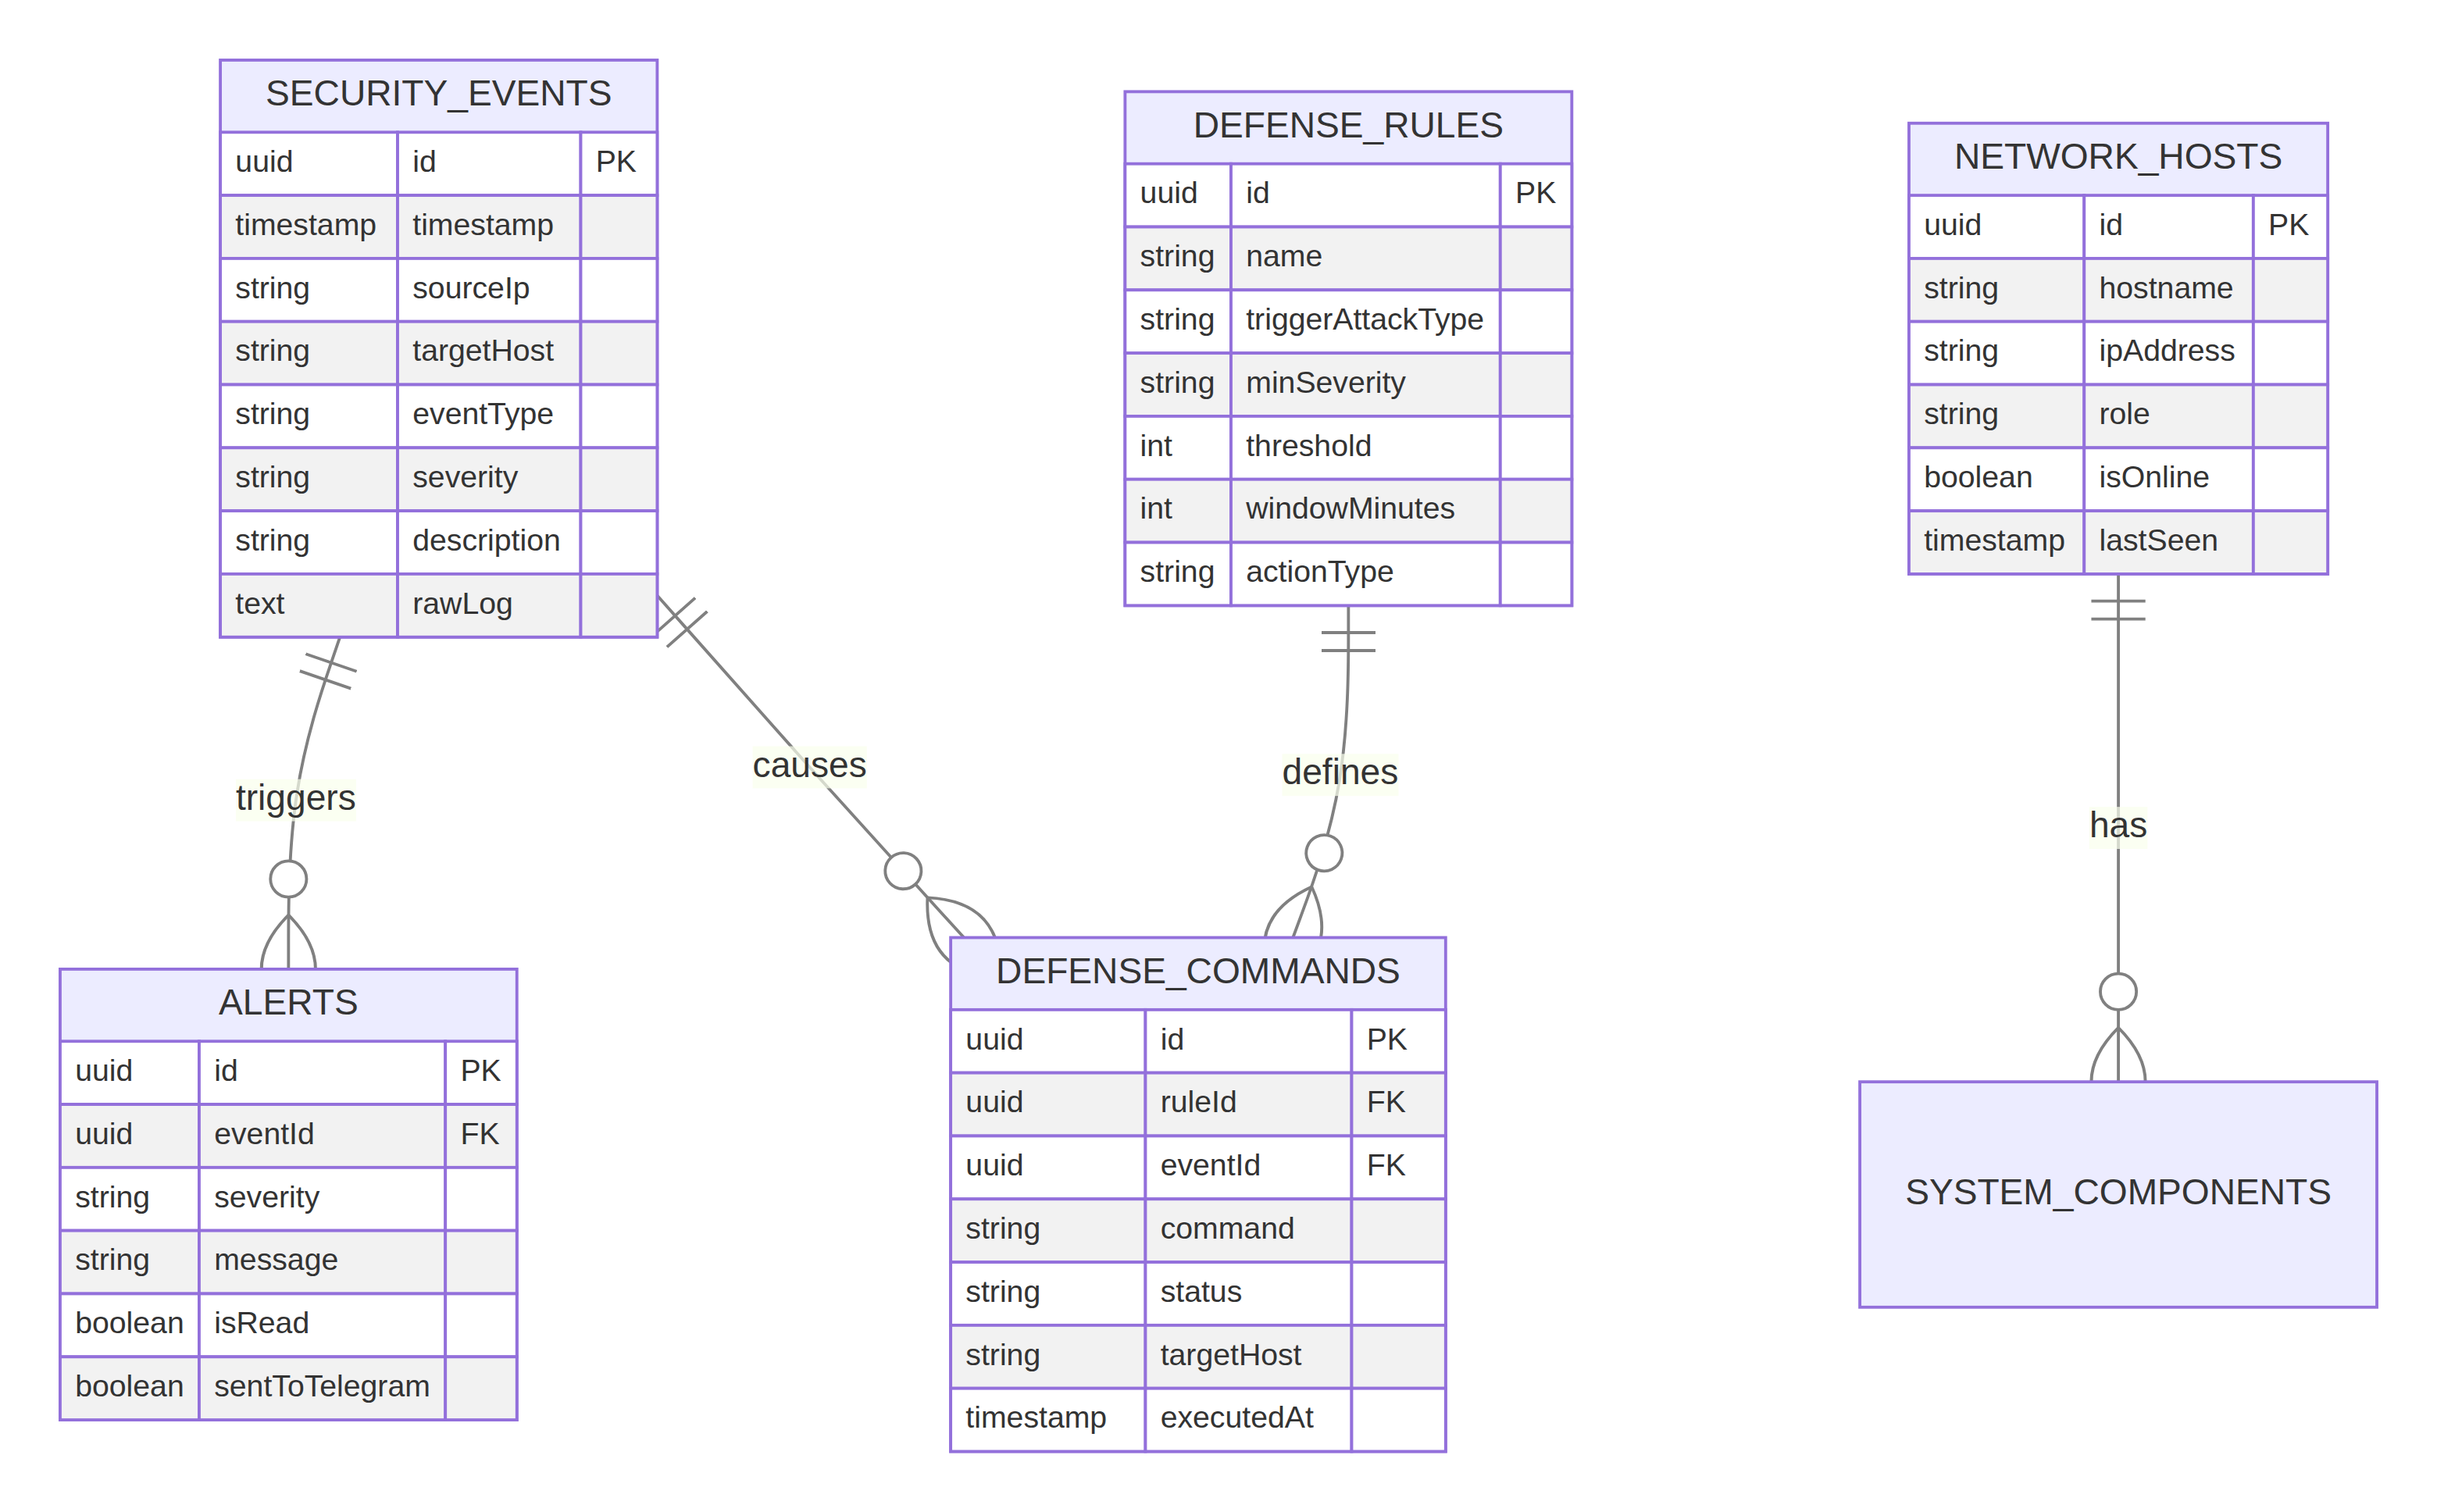 SECURITY_EVENTS
uuid id PK
timestamp timestamp
string sourceIp
string targetHost
string eventType
string severity
string description
text rawLog
DEFENSE_RULES
uuid id PK
string name
string triggerAttackType
string minSeverity
int threshold
int windowMinutes
string actionType
NETWORK_HOSTS
uuid id PK
string hostname
string ipAddress
string role
boolean isOnline
timestamp lastSeen
triggers
causes
defines
has
ALERTS
uuid id PK
uuid eventId FK
string severity
string message
boolean isRead
boolean sentToTelegram
DEFENSE_COMMANDS
uuid id PK
uuid ruleId FK
uuid eventId FK
string command
string status
string targetHost
timestamp executedAt
SYSTEM_COMPONENTS